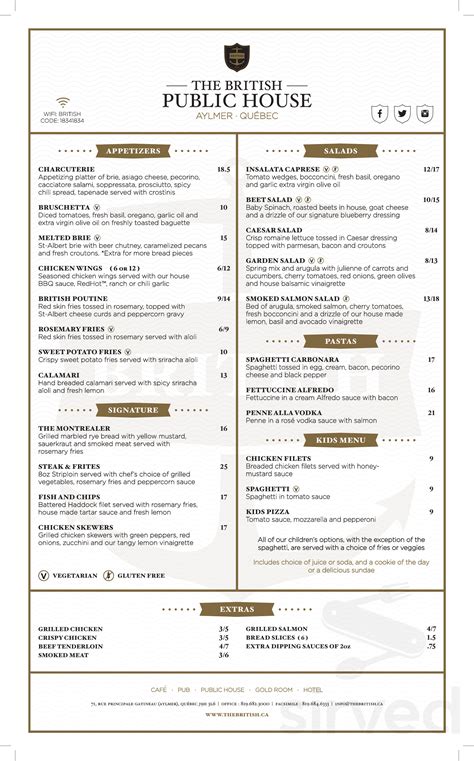 THE BRITISH
PUBLIC HOUSE
AYLMER · QUÉBEC
WIFI: BRITISH
CODE: 18341834
APPETIZERS
CHARCUTERIE 18.5
Appetizing platter of brie, asiago cheese, pecorino,
cacciatore salami, soppressata, prosciutto, spicy
chili spread, tapenade served with crostinis
BRUSCHETTA V 10
Diced tomatoes, fresh basil, oregano, garlic oil and
extra virgin olive oil on freshly toasted baguette
MELTED BRIE V 15
St-Albert brie with beer chutney, caramelized pecans
and fresh croutons. *Extra for more bread pieces
CHICKEN WINGS (6 or 12) 6/12
Seasoned chicken wings served with our house
BBQ sauce, RedHot™, ranch or chili garlic
BRITISH POUTINE 9/14
Red skin fries tossed in rosemary, topped with
St-Albert cheese curds and peppercorn gravy
ROSEMARY FRIES V 6/9
Red skin fries tossed in rosemary served with aïoli
SWEET POTATO FRIES V 10
Crispy sweet potato fries served with sriracha aïoli
CALAMARI 13
Hand breaded calamari served with spicy sriracha
aïoli and fresh lemon
SIGNATURE
THE MONTREALER 16
Grilled marbled rye bread with yellow mustard,
sauerkraut and smoked meat served with
rosemary fries
STEAK & FRITES 25
8oz Striploin served with chef's choice of grilled
vegetables, rosemary fries and peppercorn sauce
FISH AND CHIPS 17
Battered Haddock filet served with rosemary fries,
house made tartar sauce and fresh lemon
CHICKEN SKEWERS 17
Grilled chicken skewers with green peppers, red
onions, zucchini and our tangy lemon vinaigrette
V VEGETARIAN GLUTEN FREE
SALADS
INSALATA CAPRESE V 12/17
Tomato wedges, bocconcini, fresh basil, oregano
and garlic extra virgin olive oil
BEET SALAD V 10/15
Baby Spinach, roasted beets in house, goat cheese
and a drizzle of our signature blueberry dressing
CAESAR SALAD 8/14
Crisp romaine lettuce tossed in Caesar dressing
topped with parmesan, bacon and croutons
GARDEN SALAD V 8/13
Spring mix and arugula with julienne of carrots and
cucumbers, cherry tomatoes, red onions, green olives
and house balsamic vinaigrette
SMOKED SALMON SALAD 13/18
Bed of arugula, smoked salmon, cherry tomatoes,
fresh bocconcini and a drizzle of our house made
lemon, basil and avocado vinaigrette
PASTAS
SPAGHETTI CARBONARA 17
Spaghetti tossed in egg, cream, bacon, pecorino
cheese and black pepper
FETTUCCINE ALFREDO 16
Fettuccine in a cream Alfredo sauce with bacon
PENNE ALLA VODKA 21
Penne in a rosé vodka sauce with salmon
KIDS MENU
CHICKEN FILETS 9
Breaded chicken filets served with honey-
mustard sauce
SPAGHETTI V 9
Spaghetti in tomato sauce
KIDS PIZZA 9
Tomato sauce, mozzarella and pepperoni
All of our children's options, with the exception of the
spaghetti, are served with a choice of fries or veggies
Includes choice of juice or soda, and a cookie of the day
or a delicious sundae
EXTRAS
GRILLED CHICKEN 3/5
CRISPY CHICKEN 3/5
BEEF TENDERLOIN 4/7
SMOKED MEAT 3/6
GRILLED SALMON 4/7
BREAD SLICES (6) 1.5
EXTRA DIPPING SAUCES OF 2oz .75
CAFÉ · PUB · PUBLIC HOUSE · GOLD ROOM · HOTEL
71, RUE PRINCIPALE GATINEAU (AYLMER), QUÉBEC J9H 3L6 | OFFICE : 819.682.3000 | FACSIMILE : 819.684.6355 | INFO@THEBRITISH.CA
WWW.THEBRITISH.CA
sirved